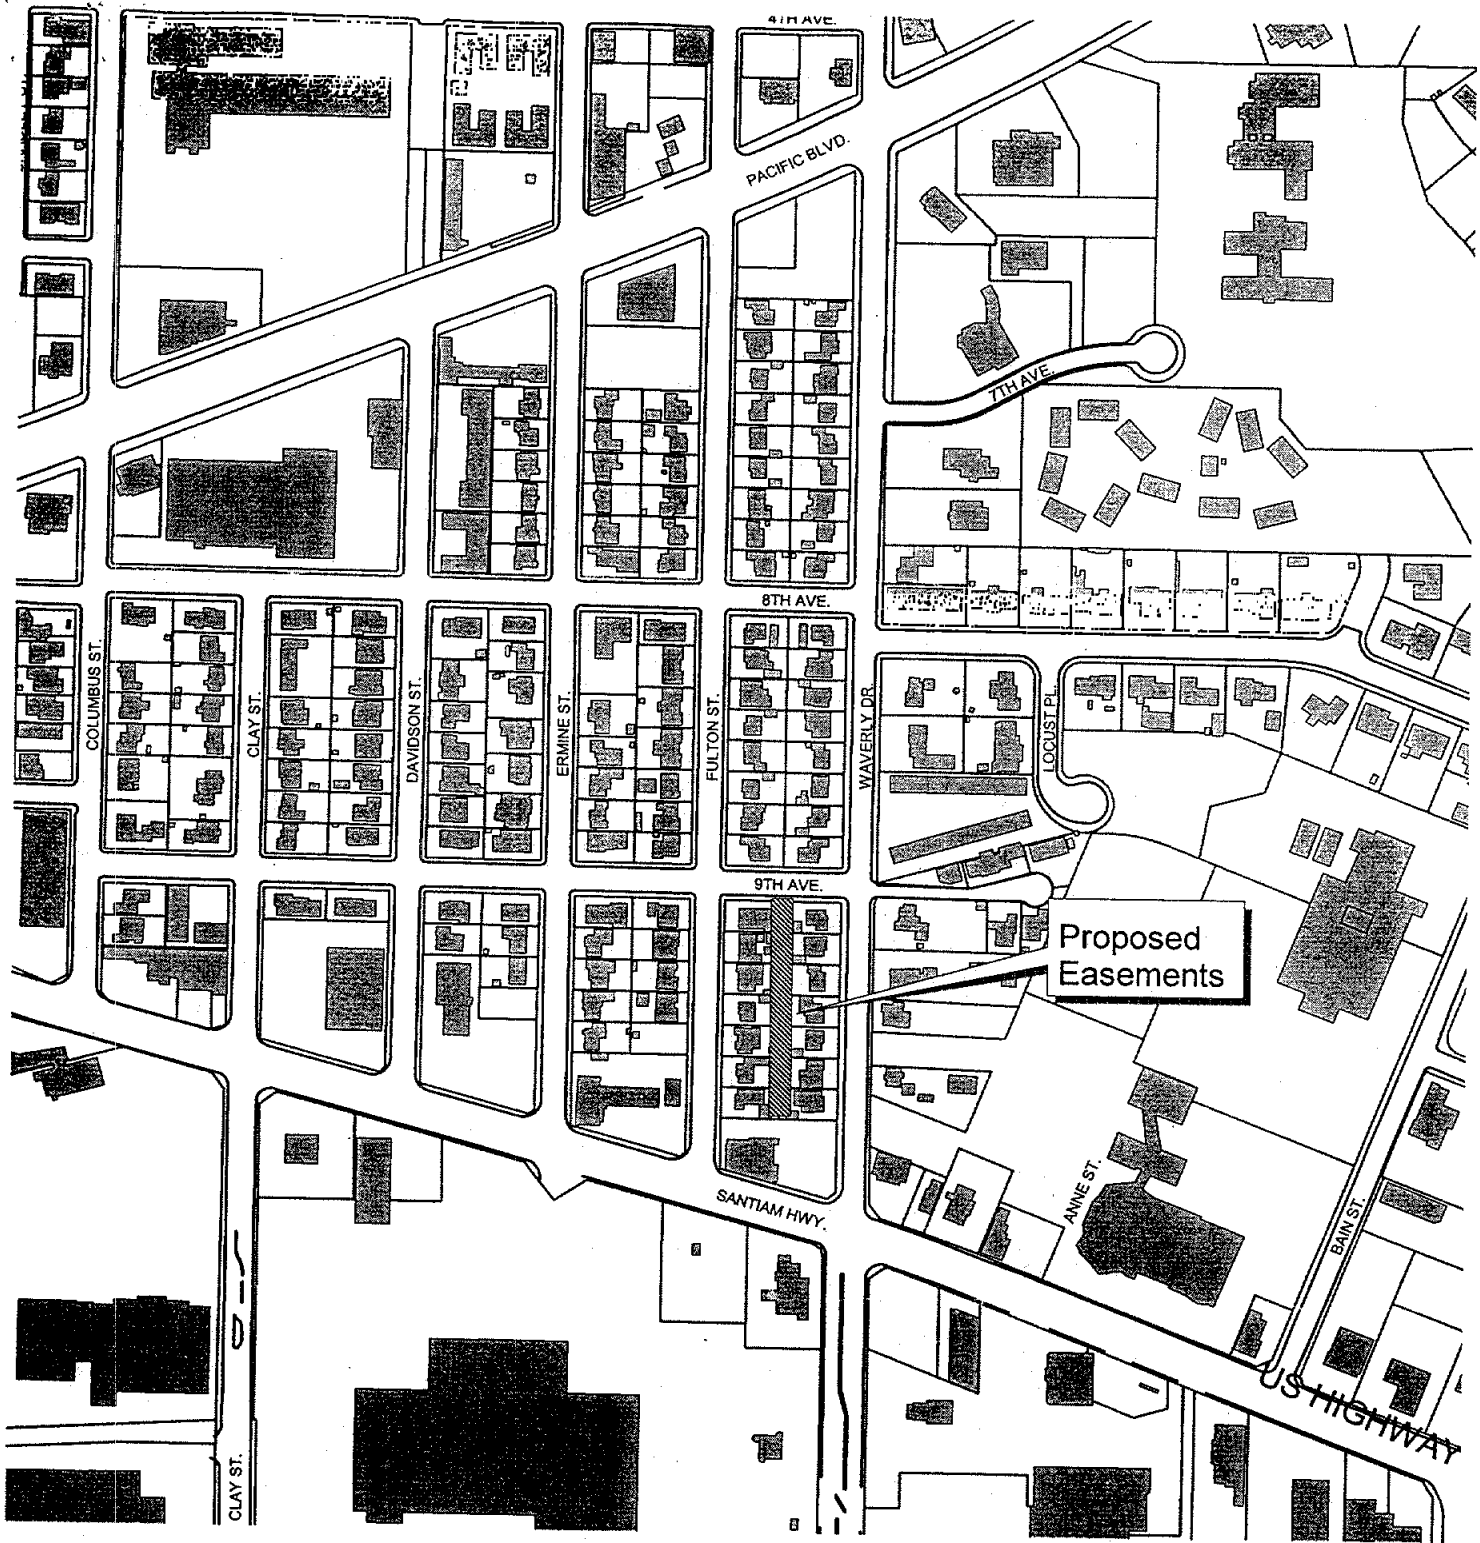 4TH AVE.
PACIFIC BLVD.
7TH AVE.
8TH AVE.
COLUMBUS ST.
CLAY ST.
DAVIDSON ST.
ERMINE ST.
FULTON ST.
WAVERLY DR.
LOCUST PL.
9TH AVE.
Proposed
Easements
SANTIAM HWY.
ANNE ST.
BAIN ST.
US HIGHWAY
CLAY ST.